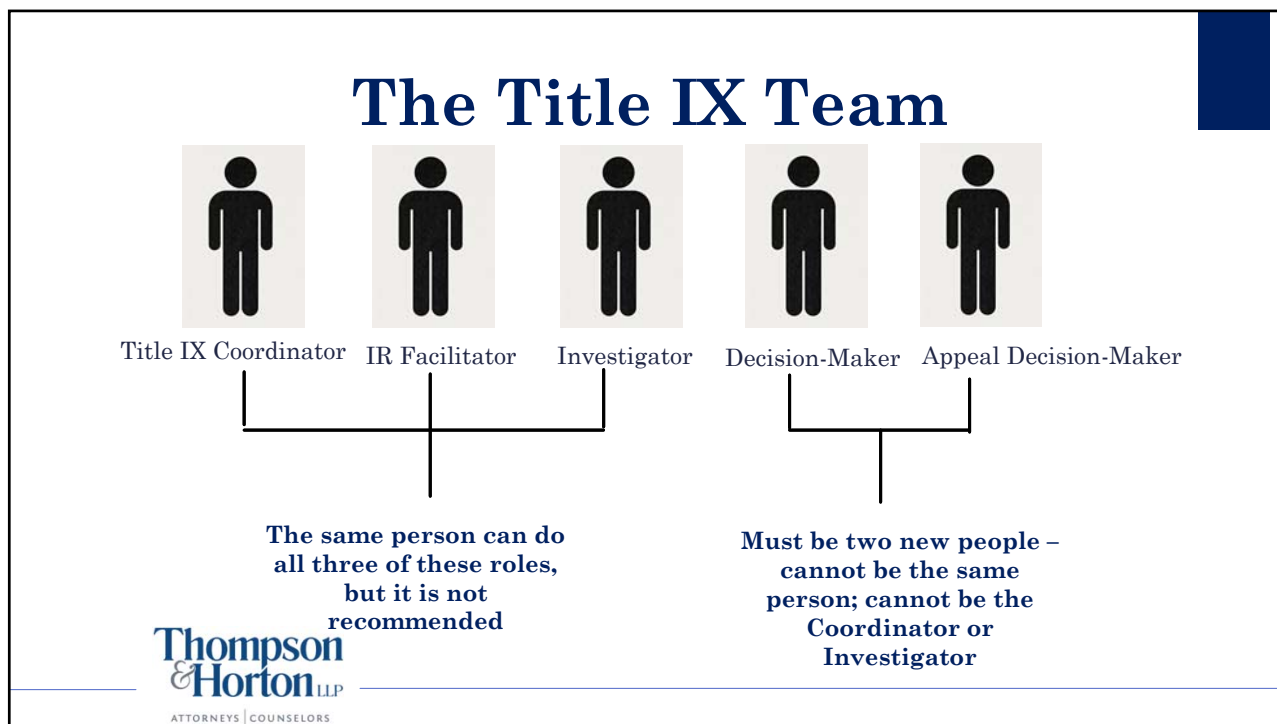 The Title IX Team
Title IX Coordinator
IR Facilitator
Investigator
Decision-Maker
Appeal Decision-Maker
The same person can do
all three of these roles,
but it is not
recommended
Must be two new people –
cannot be the same
person; cannot be the
Coordinator or
Investigator
Thompson
&Horton LLP
ATTORNEYS | COUNSELORS